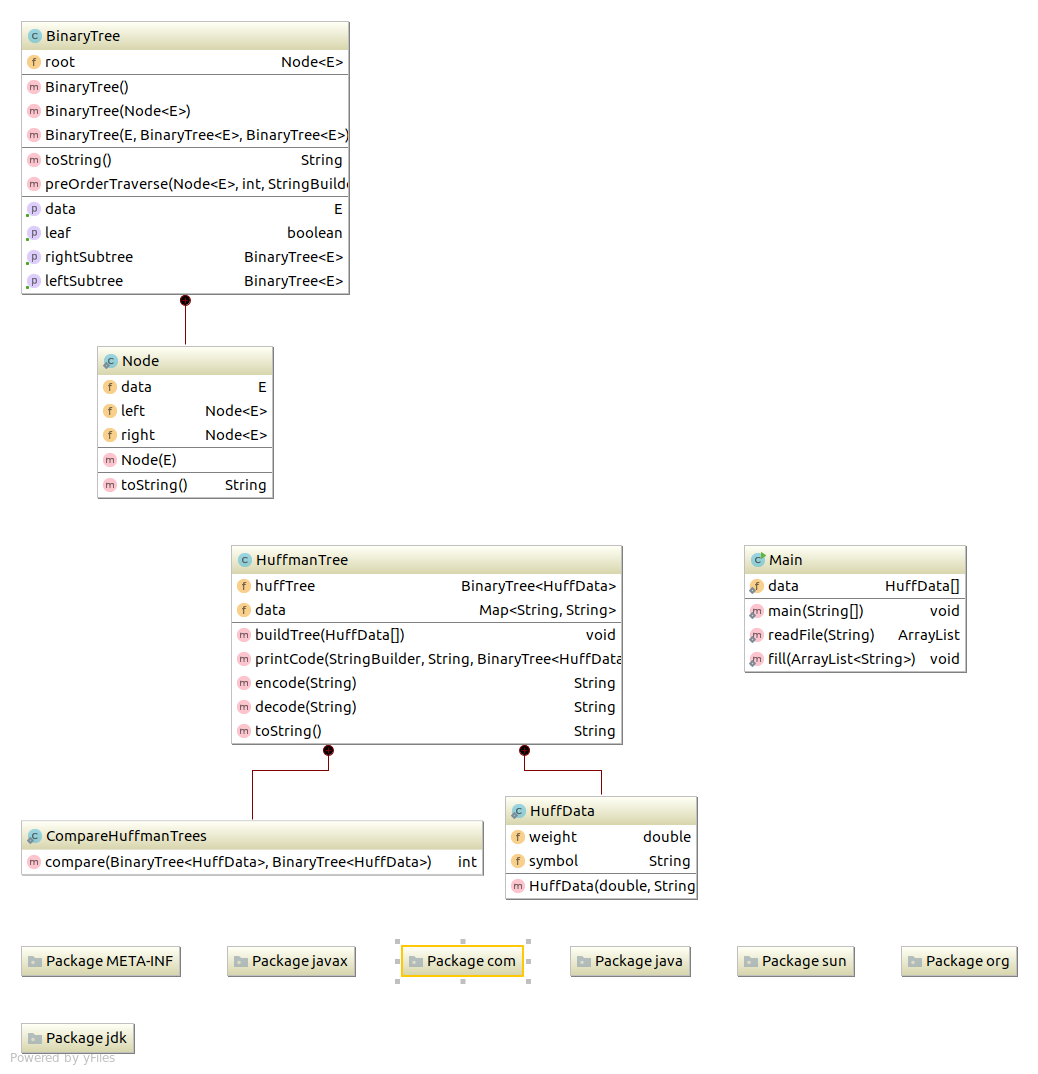 BinaryTree
root Node<E>
BinaryTree()
BinaryTree(Node<E>)
BinaryTree(E, BinaryTree<E>, BinaryTree<E>)
toString() String
preOrderTraverse(Node<E>, int, StringBuilde
data E
leaf boolean
rightSubtree BinaryTree<E>
leftSubtree BinaryTree<E>
Node
data E
left Node<E>
right Node<E>
Node(E)
toString() String
HuffmanTree
huffTree BinaryTree<HuffData>
data Map<String, String>
buildTree(HuffData[]) void
printCode(StringBuilder, String, BinaryTree<HuffData
encode(String) String
decode(String) String
toString() String
Main
data HuffData[]
main(String[]) void
readFile(String) ArrayList
fill(ArrayList<String>) void
CompareHuffmanTrees
compare(BinaryTree<HuffData>, BinaryTree<HuffData>) int
HuffData
weight double
symbol String
HuffData(double, String
Package META-INF
Package javax
Package com
Package java
Package sun
Package org
Package jdk
Powered by yFiles